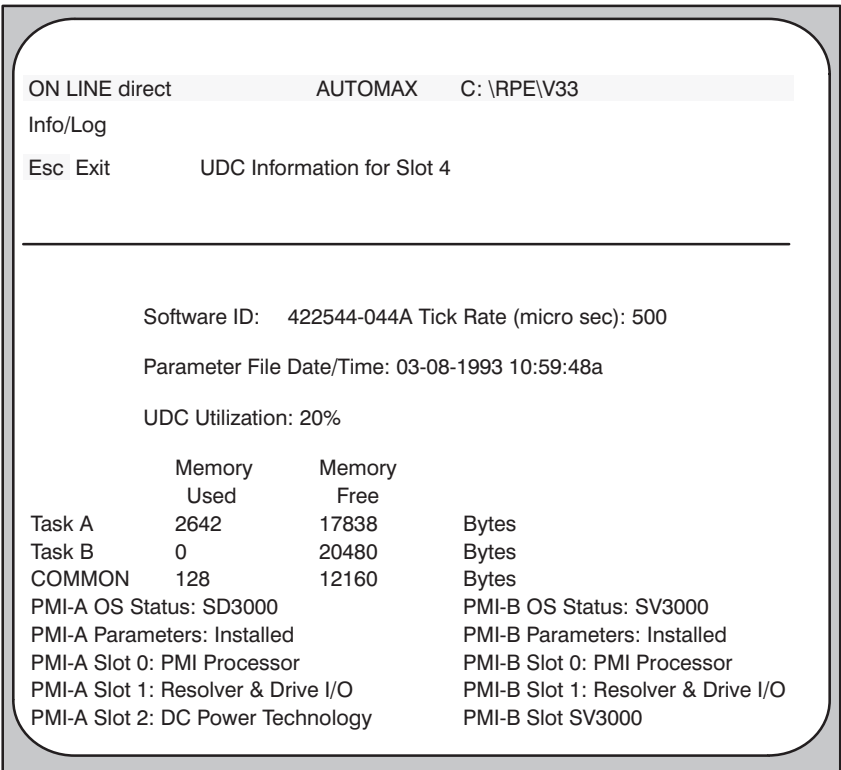 ON LINE direct AUTOMAX C: \RPE\V33
Info/Log
Esc Exit UDC Information for Slot 4
Software ID: 422544-044A Tick Rate (micro sec): 500
Parameter File Date/Time: 03-08-1993 10:59:48a
UDC Utilization: 20%
Memory Memory
Used Free
Task A 2642 17838 Bytes
Task B 0 20480 Bytes
COMMON 128 12160 Bytes
PMI-A OS Status: SD3000 PMI-B OS Status: SV3000
PMI-A Parameters: Installed PMI-B Parameters: Installed
PMI-A Slot 0: PMI Processor PMI-B Slot 0: PMI Processor
PMI-A Slot 1: Resolver & Drive I/O PMI-B Slot 1: Resolver & Drive I/O
PMI-A Slot 2: DC Power Technology PMI-B Slot SV3000